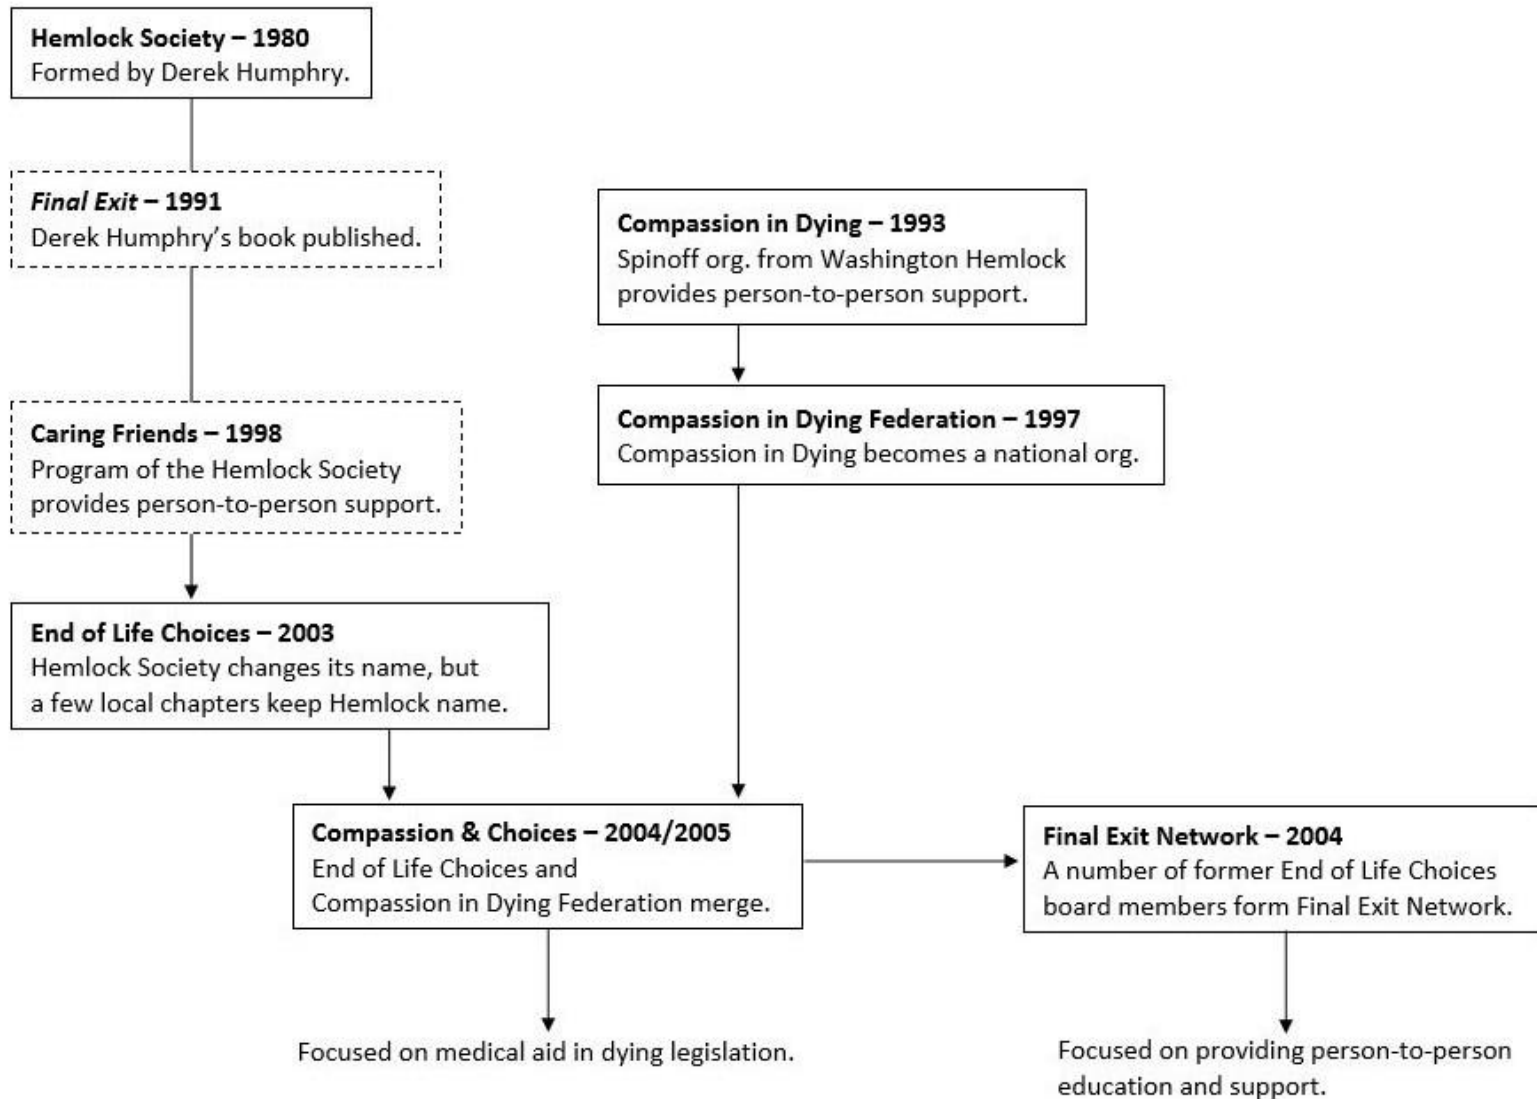 Hemlock Society – 1980
Formed by Derek Humphry.
Final Exit – 1991
Derek Humphry’s book published.
Compassion in Dying – 1993
Spinoff org. from Washington Hemlock
provides person-to-person support.
Compassion in Dying Federation – 1997
Compassion in Dying becomes a national org.
Caring Friends – 1998
Program of the Hemlock Society
provides person-to-person support.
End of Life Choices – 2003
Hemlock Society changes its name, but
a few local chapters keep Hemlock name.
Compassion & Choices – 2004/2005
End of Life Choices and
Compassion in Dying Federation merge.
Final Exit Network – 2004
A number of former End of Life Choices
board members form Final Exit Network.
Focused on medical aid in dying legislation.
Focused on providing person-to-person
education and support.